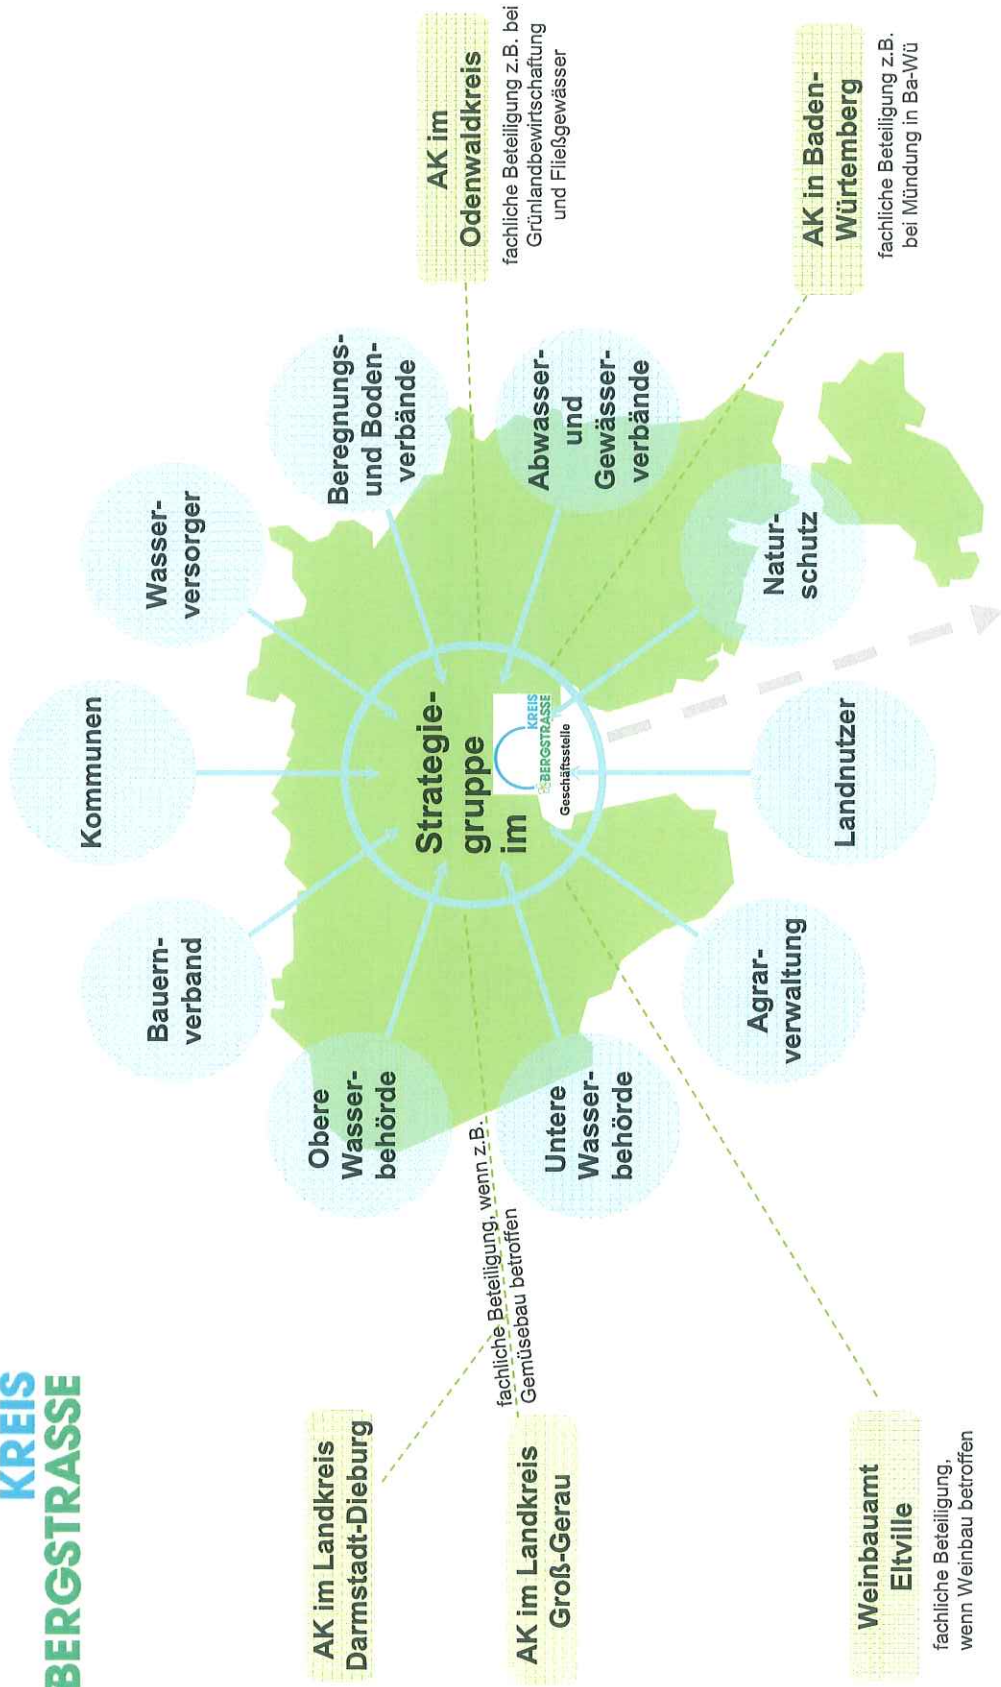 KREIS
BERGSTRASSE
Kommunen
Bauern-
verband
Wasser-
versorger
Obere
Wasser-
behörde
Beregnungs-
und Boden-
verbände
Untere
Wasser-
behörde
Abwasser-
und
Gewässer-
verbände
Agrar-
verwaltung
Natur-
schutz
Landnutzer
Strategie-
gruppe
im
KREIS
BERGSTRASSE
Geschäftsstelle
AK im Landkreis
Darmstadt-Dieburg
fachliche Beteiligung, wenn z.B.
Gemüsebau betroffen
AK im Landkreis
Groß-Gerau
Weinbauamt
Eltville
fachliche Beteiligung,
wenn Weinbau betroffen
AK im
Odenwaldkreis
fachliche Beteiligung z.B. bei
Grünlandbewirtschaftung
und Fließgewässer
AK in Baden-
Würtemberg
fachliche Beteiligung z.B.
bei Mündung in Ba-Wü